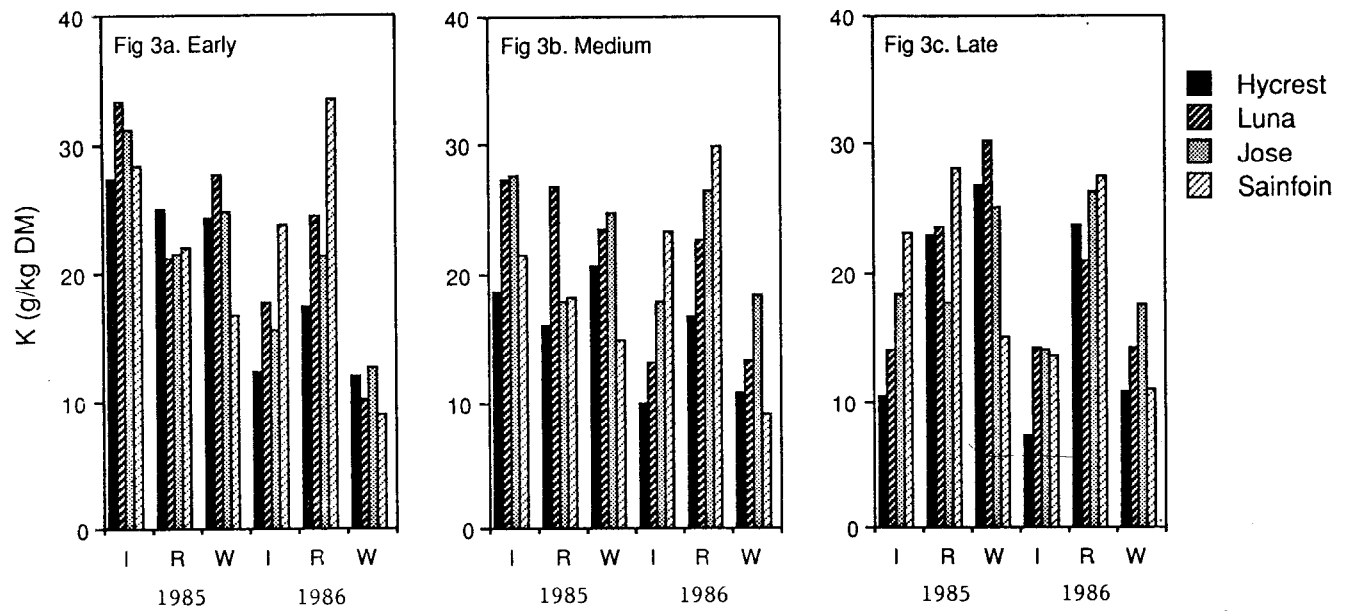 K (g/kg DM)
Fig 3a. Early
40
30
20
10
0
I R W I R W
1985 1986
Fig 3b. Medium
40
30
20
10
0
I R W I R W
1985 1986
Fig 3c. Late
40
30
20
10
0
I R W I R W
1985 1986
Hycrest
Luna
Jose
Sainfoin